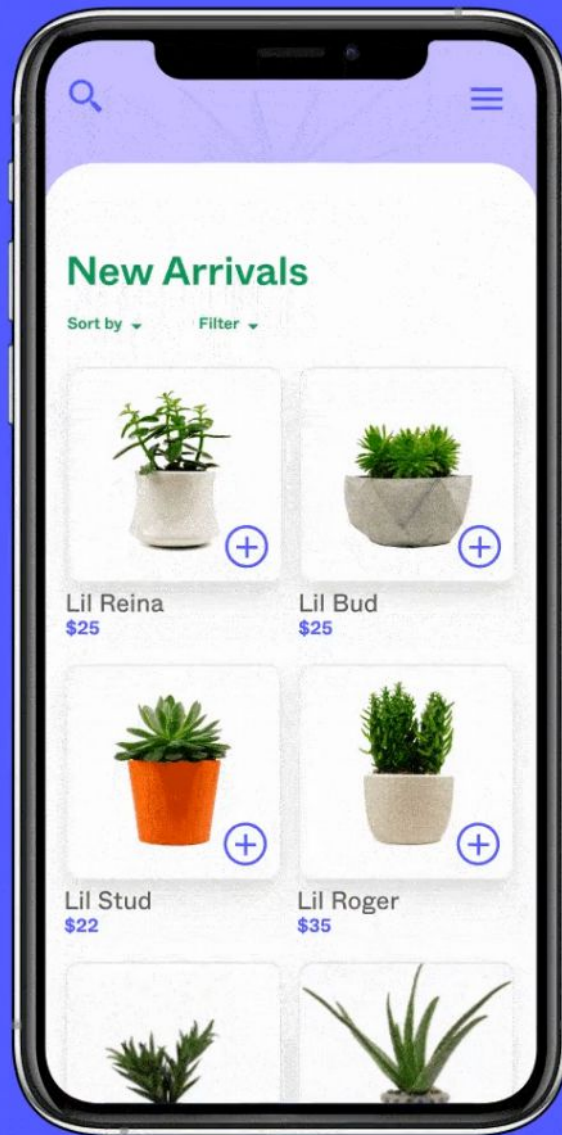 New Arrivals
Sort by Filter
Lil Reina Lil Bud
$25 $25
Lil Stud Lil Roger
$22 $35